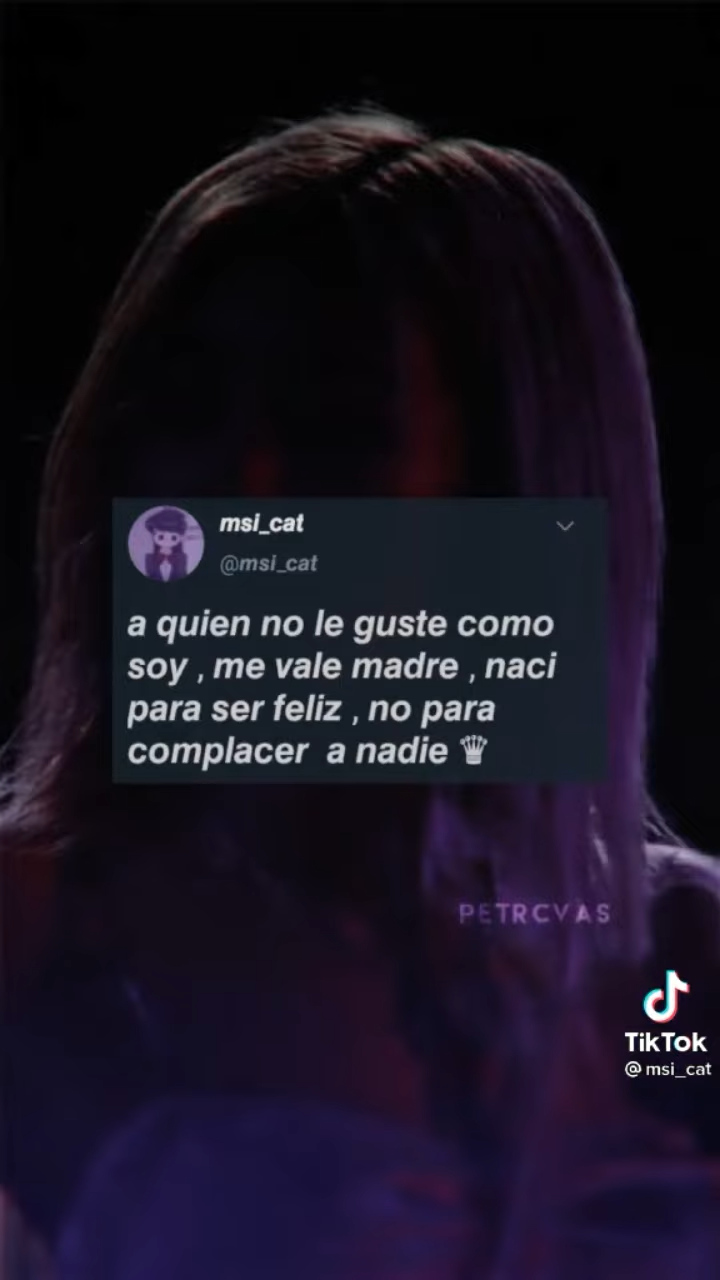 msi_cat
@msi_cat
a quien no le guste como
soy , me vale madre , naci
para ser feliz , no para
complacer a nadie ♛
PETRCVAS
TikTok
@msi_cat